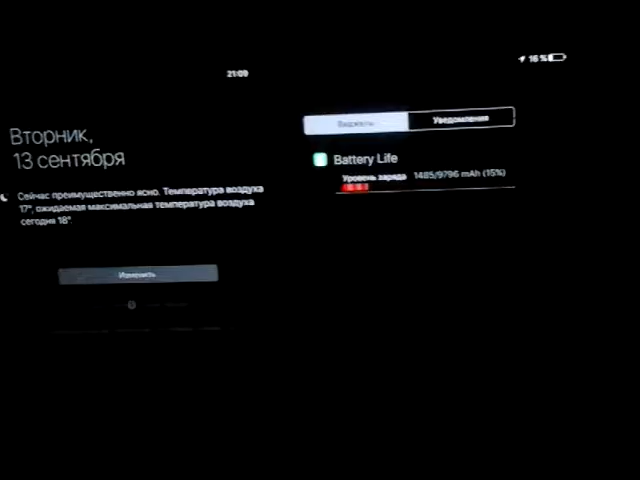 21:09
16 %
Вторник,
13 сентября
Сейчас преимущественно ясно. Температура воздуха
17°, ожидаемая максимальная температура воздуха
сегодня 18°.
Изменить
Виджеты
Уведомления
Battery Life
Уровень заряда 1485/9796 mAh (15%)